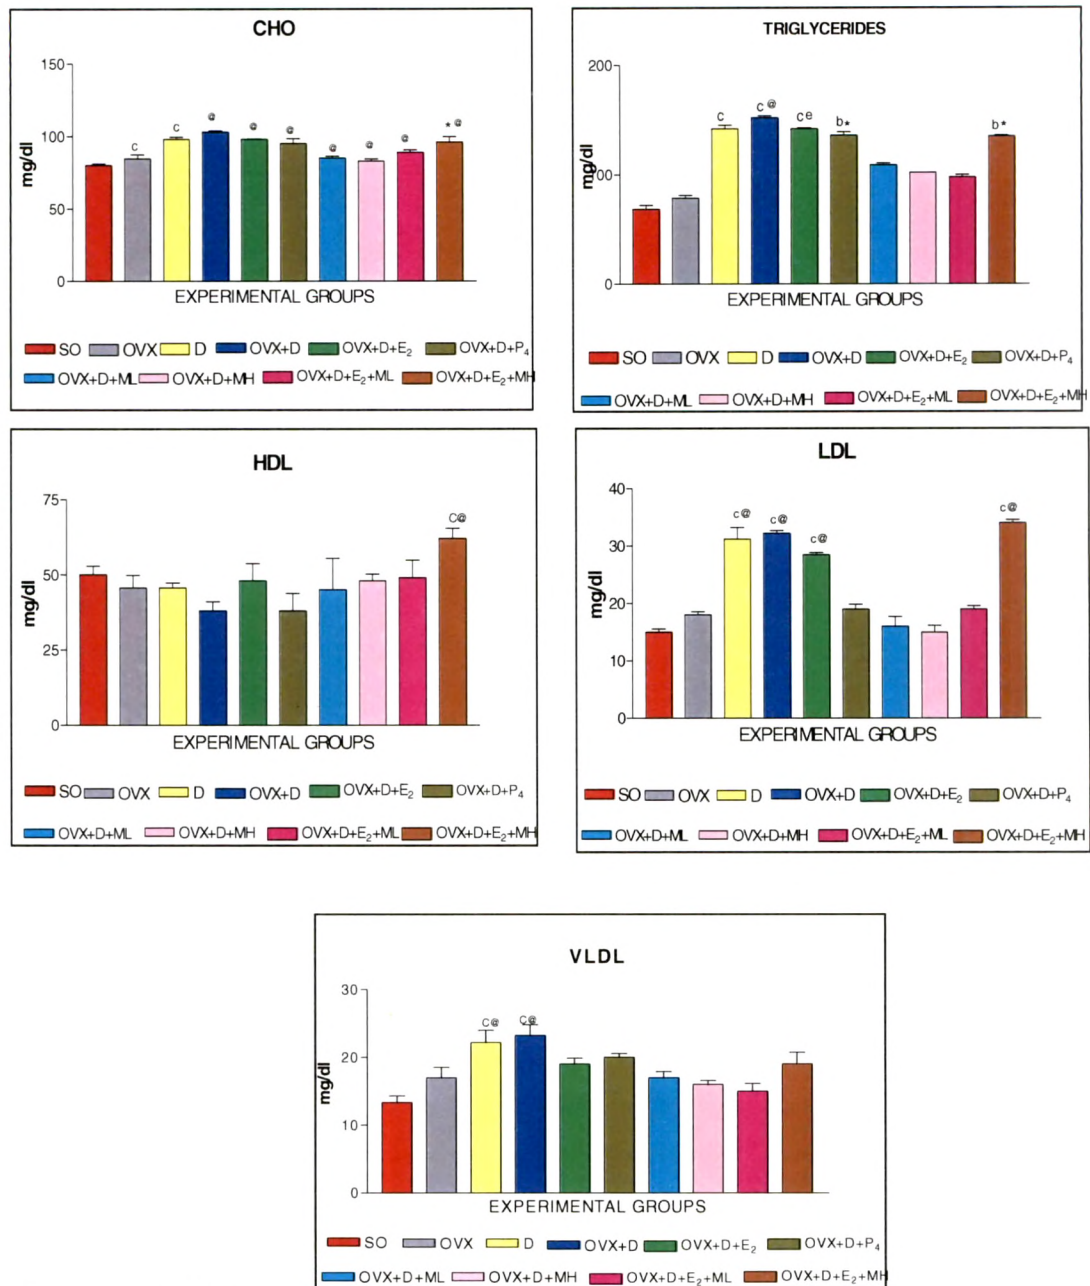 CHO
150
c
c
@
@
@
@
@
@
* @
100
mg/dl
50
0
EXPERIMENTAL GROUPS
SO OVX D OVX+D OVX+D+E₂ OVX+D+P₄
OVX+D+ML OVX+D+MH OVX+D+E₂+ML OVX+D+E₂+MH
TRIGLYCERIDES
200
c
c @
c e
b *
b *
100
mg/dl
0
EXPERIMENTAL GROUPS
SO OVX D OVX+D OVX+D+E₂ OVX+D+P₄
OVX+D+ML OVX+D+MH OVX+D+E₂+ML OVX+D+E₂+MH
HDL
75
C@
50
mg/dl
25
0
EXPERIMENTAL GROUPS
SO OVX D OVX+D OVX+D+E₂ OVX+D+P₄
OVX+D+ML OVX+D+MH OVX+D+E₂+ML OVX+D+E₂+MH
LDL
40
c@
c@
c@
c@
30
mg/dl
20
10
0
EXPERIMENTAL GROUPS
SO OVX D OVX+D OVX+D+E₂ OVX+D+P₄
OVX+D+ML OVX+D+MH OVX+D+E₂+ML OVX+D+E₂+MH
VLDL
30
C@
C@
20
mg/dl
10
0
EXPERIMENTAL GROUPS
SO OVX D OVX+D OVX+D+E₂ OVX+D+P₄
OVX+D+ML OVX+D+MH OVX+D+E₂+ML OVX+D+E₂+MH